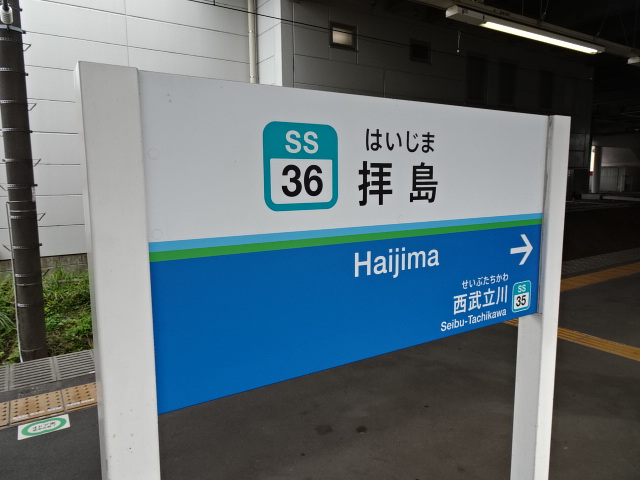 SS
36
はいじま
拝島
Haijima
→
せいぶたちかわ
西武立川
SS
35
Seibu-Tachikawa